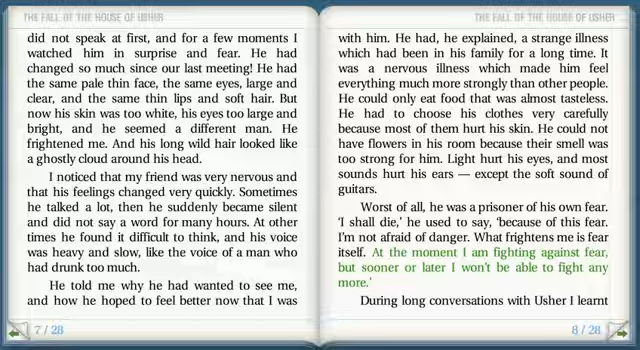 THE FALL OF THE HOUSE OF USHER
did not speak at first, and for a few moments I
watched him in surprise and fear. He had
changed so much since our last meeting! He had
the same pale thin face, the same eyes, large and
clear, and the same thin lips and soft hair. But
now his skin was too white, his eyes too large and
bright, and he seemed a different man. He
frightened me. And his long wild hair looked like
a ghostly cloud around his head.
I noticed that my friend was very nervous and
that his feelings changed very quickly. Sometimes
he talked a lot, then he suddenly became silent
and did not say a word for many hours. At other
times he found it difficult to think, and his voice
was heavy and slow, like the voice of a man who
had drunk too much.
He told me why he had wanted to see me,
and how he hoped to feel better now that I was
7 / 28
THE FALL OF THE HOUSE OF USHER
with him. He had, he explained, a strange illness
which had been in his family for a long time. It
was a nervous illness which made him feel
everything much more strongly than other people.
He could only eat food that was almost tasteless.
He had to choose his clothes very carefully
because most of them hurt his skin. He could not
have flowers in his room because their smell was
too strong for him. Light hurt his eyes, and most
sounds hurt his ears — except the soft sound of
guitars.
Worst of all, he was a prisoner of his own fear.
‘I shall die,’ he used to say, ‘because of this fear.
I’m not afraid of danger. What frightens me is fear
itself. At the moment I am fighting against fear,
but sooner or later I won’t be able to fight any
more.’
During long conversations with Usher I learnt
8 / 28